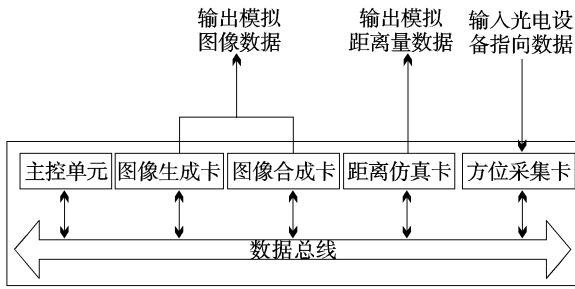 输出模拟
图像数据
输出模拟
距离量数据
输入光电设
备指向数据
主控单元
图像生成卡
图像合成卡
距离仿真卡
方位采集卡
数据总线